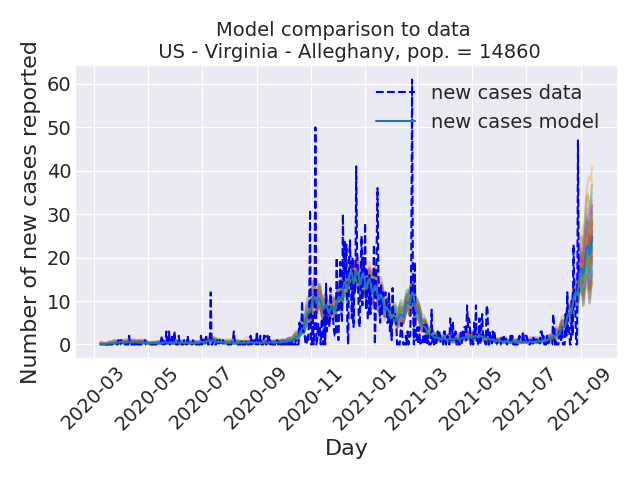 Model comparison to data
US - Virginia - Alleghany, pop. = 14860
Number of new cases reported
60
50
40
30
20
10
0
new cases data
new cases model
2020-03
2020-05
2020-07
2020-09
2020-11
2021-01
2021-03
2021-05
2021-07
2021-09
Day